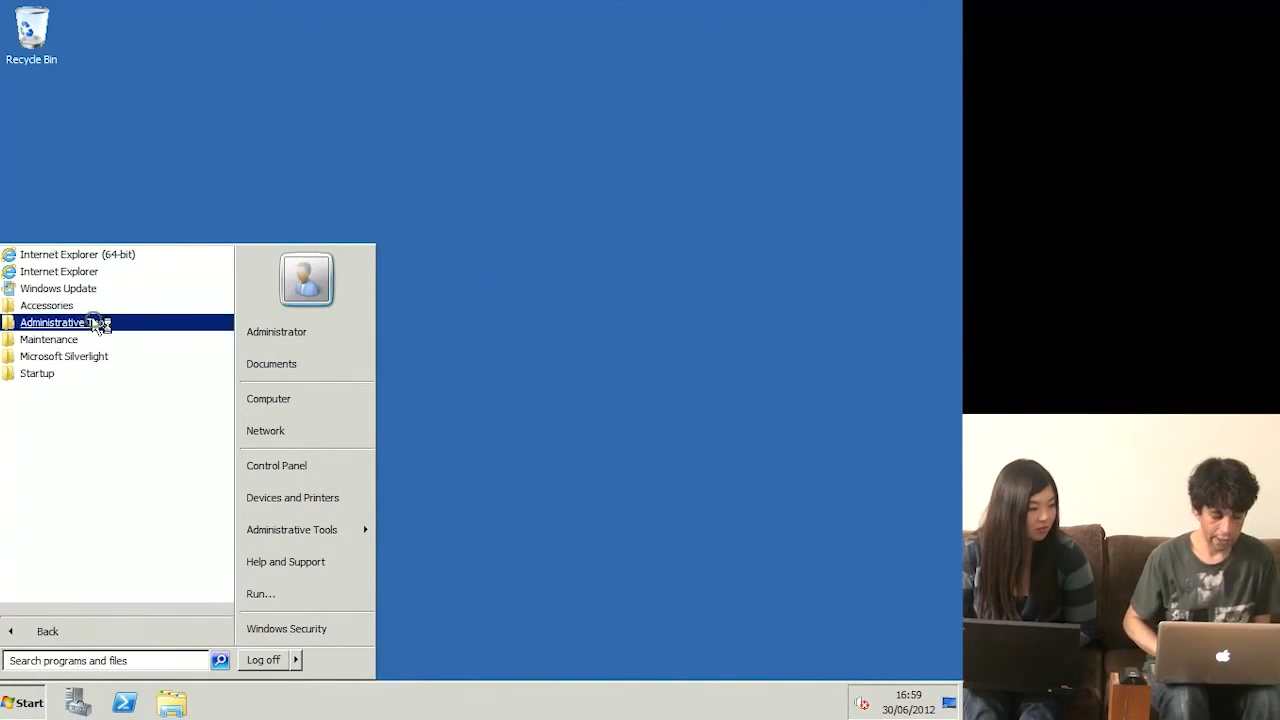 Recycle Bin
Internet Explorer (64-bit)
Internet Explorer
Windows Update
Accessories
Administrative
Maintenance
Microsoft Silverlight
Startup
Back
Search programs and files
Administrator
Documents
Computer
Network
Control Panel
Devices and Printers
Administrative Tools
Help and Support
Run...
Windows Security
Log off
Start
16:59
30/06/2012